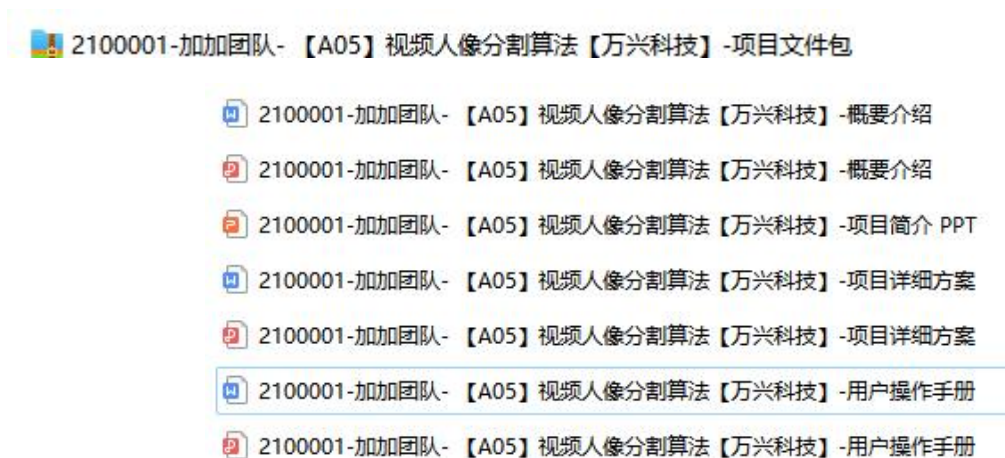 2100001-加加团队- 【A05】视频人像分割算法【万兴科技】-项目文件包
2100001-加加团队- 【A05】视频人像分割算法【万兴科技】-概要介绍
2100001-加加团队- 【A05】视频人像分割算法【万兴科技】-概要介绍
2100001-加加团队- 【A05】视频人像分割算法【万兴科技】-项目简介 PPT
2100001-加加团队- 【A05】视频人像分割算法【万兴科技】-项目详细方案
2100001-加加团队- 【A05】视频人像分割算法【万兴科技】-项目详细方案
2100001-加加团队- 【A05】视频人像分割算法【万兴科技】-用户操作手册
2100001-加加团队- 【A05】视频人像分割算法【万兴科技】-用户操作手册